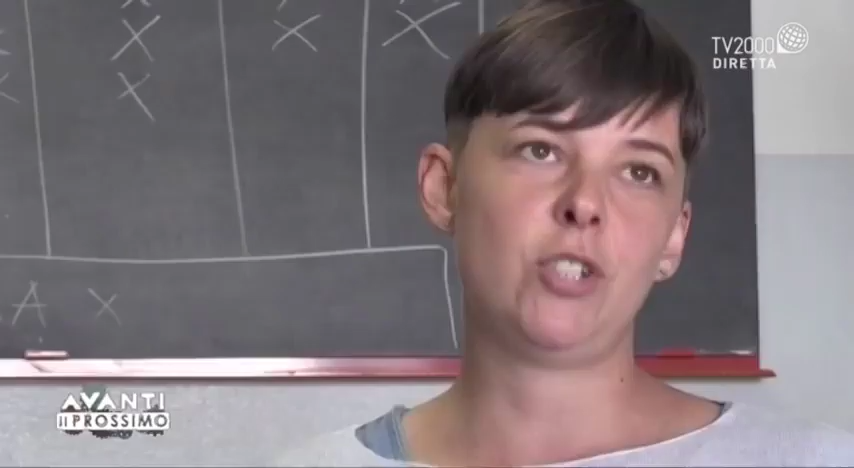 X X X
X
TV2000
DIRETTA
A X
AVANTI
il PROSSIMO